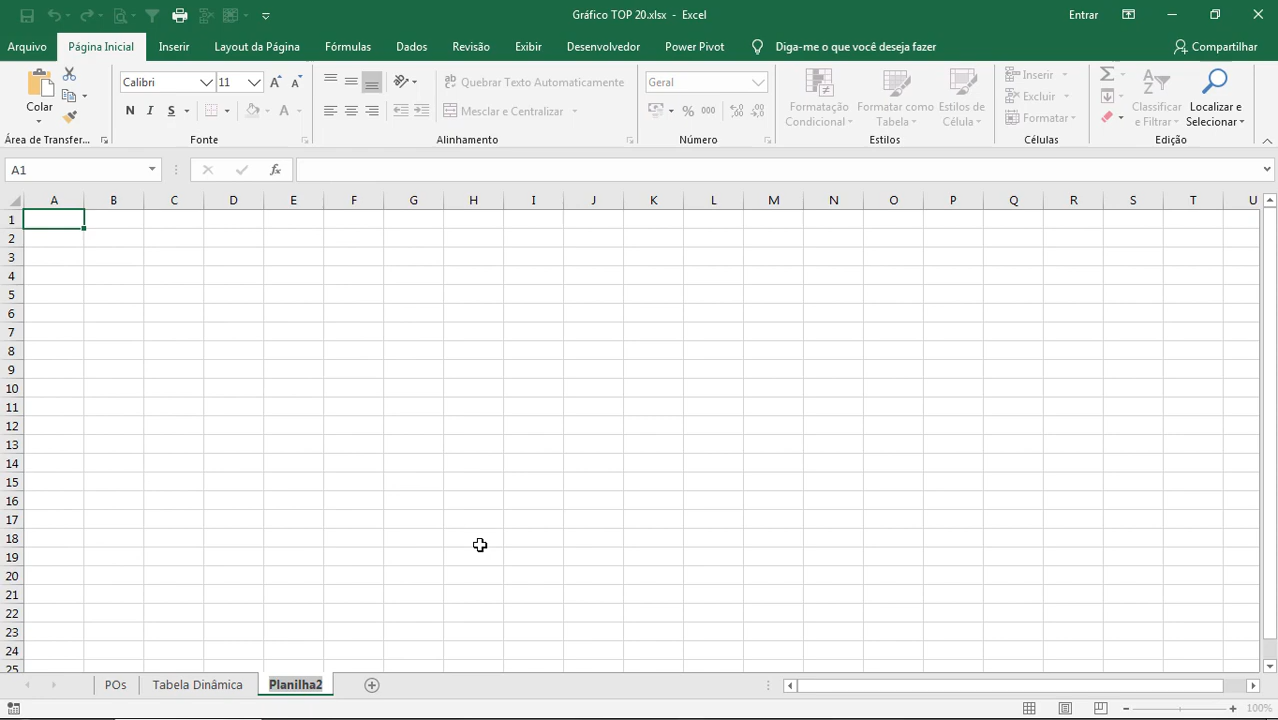 Gráfico TOP 20.xlsx - Excel
Entrar
Arquivo Página Inicial Inserir Layout da Página Fórmulas Dados Revisão Exibir Desenvolvedor Power Pivot Diga-me o que você deseja fazer Compartilhar
Colar
Calibri 11
N I S
Quebrar Texto Automaticamente
Mesclar e Centralizar
Geral
% 000
Formatação Condicional
Formatar como Tabela
Estilos de Célula
Inserir
Excluir
Formatar
Classificar e Filtrar
Localizar e Selecionar
Área de Transfer... Fonte Alinhamento Número Estilos Células Edição
A1 fx
A B C D E F G H I J K L M N O P Q R S T U
1
2
3
4
5
6
7
8
9
10
11
12
13
14
15
16
17
18
19
20
21
22
23
24
25
POs Tabela Dinâmica Planilha2
100%